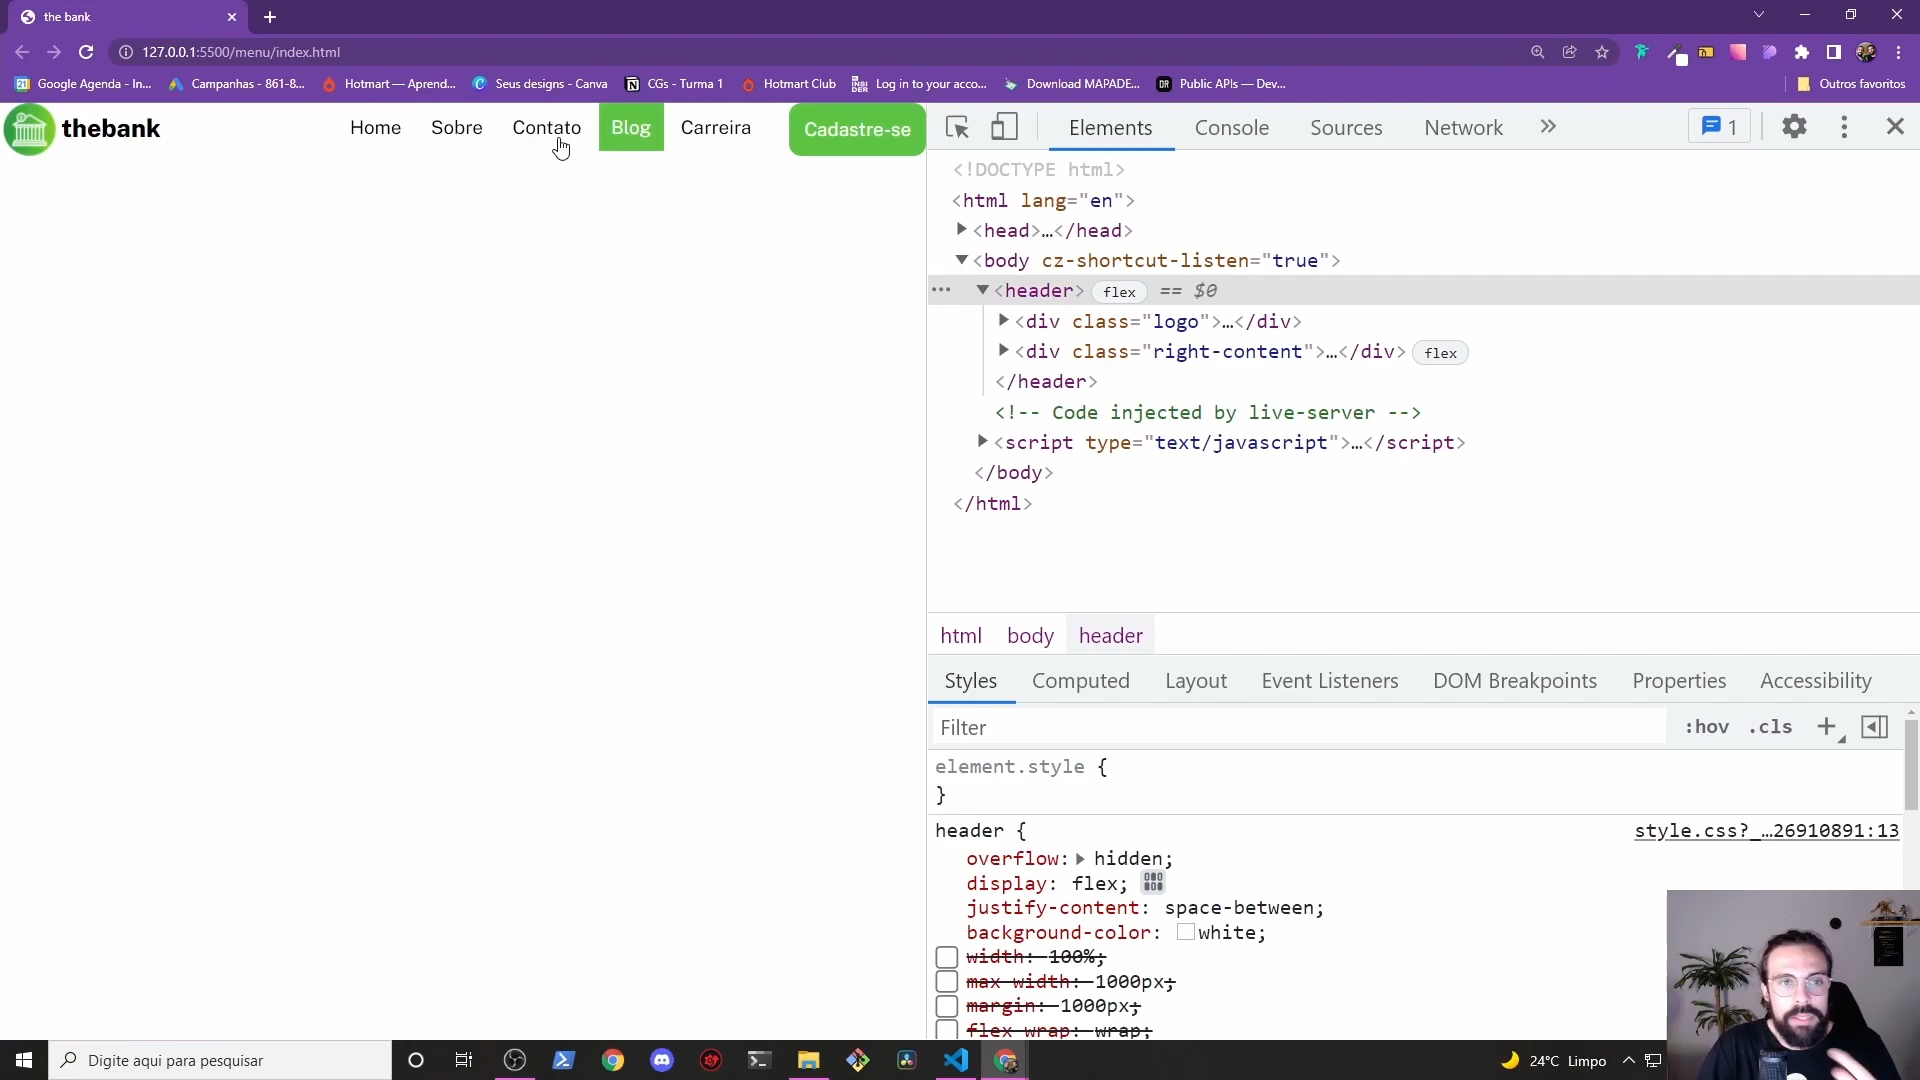 the bank
127.0.0.1:5500/menu/index.html
Google Agenda - In...
Campanhas - 861-8...
Hotmart — Aprend...
Seus designs - Canva
CGs - Turma 1
Hotmart Club
Log in to your acco...
Download MAPADE...
Public APIs — Dev...
Outros favoritos
thebank
Home
Sobre
Contato
Blog
Carreira
Cadastre-se
Elements
Console
Sources
Network
1
<!DOCTYPE html>
<html lang="en">
<head>…</head>
<body cz-shortcut-listen="true">
<header> flex == $0
<div class="logo">…</div>
<div class="right-content">…</div> flex
</header>
<!-- Code injected by live-server -->
<script type="text/javascript">…</script>
</body>
</html>
html
body
header
Styles
Computed
Layout
Event Listeners
DOM Breakpoints
Properties
Accessibility
Filter
:hov
.cls
element.style {
}
header {
style.css?_…26910891:13
overflow: hidden;
display: flex;
justify-content: space-between;
background-color: white;
width: 100%;
max-width: 1000px;
margin: 1000px;
flex-wrap: wrap;
Digite aqui para pesquisar
24°C Limpo